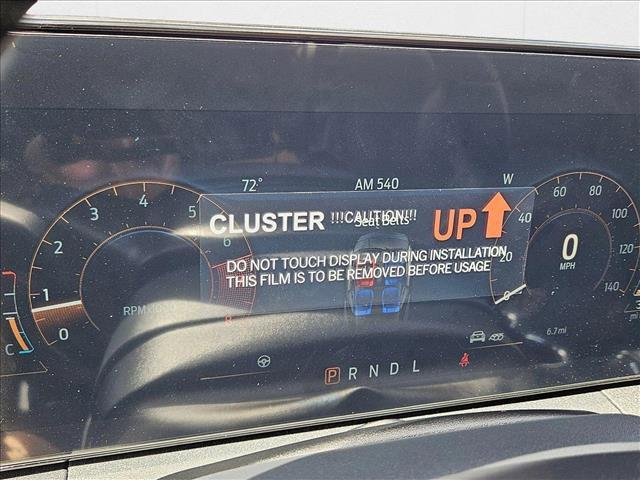 72° AM 540 W
CLUSTER !!!CAUTION!!! UP
Seat Belts
DO NOT TOUCH DISPLAY DURING INSTALLATION
THIS FILM IS TO BE REMOVED BEFORE USAGE
0 1 2 3 4 5 6
0 20 40 60 80 100 120 140
0
MPH
C
6.7 mi
P R N D L